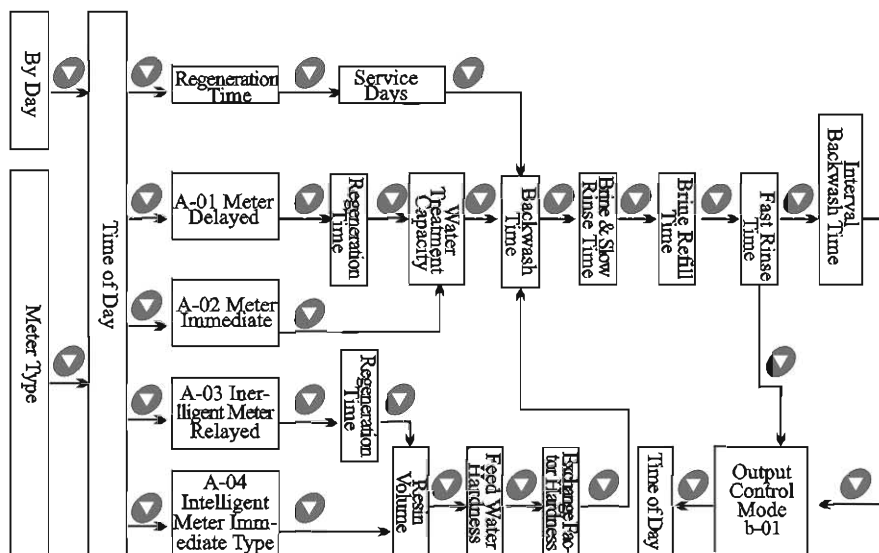 By Day
Meter Type
Time of Day
Regeneration
Time
Service
Days
A-01 Meter
Delayed
Regeneration
Time
Water
Treatment
Capacity
Backwash
Time
Brine & Slow
Rinse Time
Brine Refill
Time
Fast Rinse
Time
Interval
Backwash Time
A-02 Meter
Immediate
A-03 Iner-
lligent Meter
Relayed
Regeneration
Time
A-04
Intelligent
Meter Imm-
ediate Type
Resin
Volume
Feed Water
Hardness
Exchange Fac-
tor Hardness
Time of Day
Output
Control
Mode
b-01